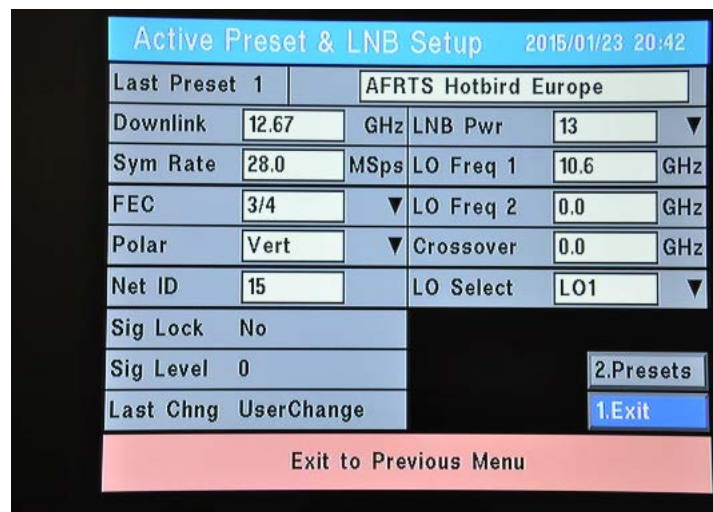 Active Preset & LNB Setup 2015/01/23 20:42
Last Preset 1 AFRTS Hotbird Europe
Downlink 12.67 GHz LNB Pwr 13
Sym Rate 28.0 MSps LO Freq 1 10.6 GHz
FEC 3/4 LO Freq 2 0.0 GHz
Polar Vert Crossover 0.0 GHz
Net ID 15 LO Select LO1
Sig Lock No
Sig Level 0 2.Presets
Last Chng UserChange 1.Exit
Exit to Previous Menu